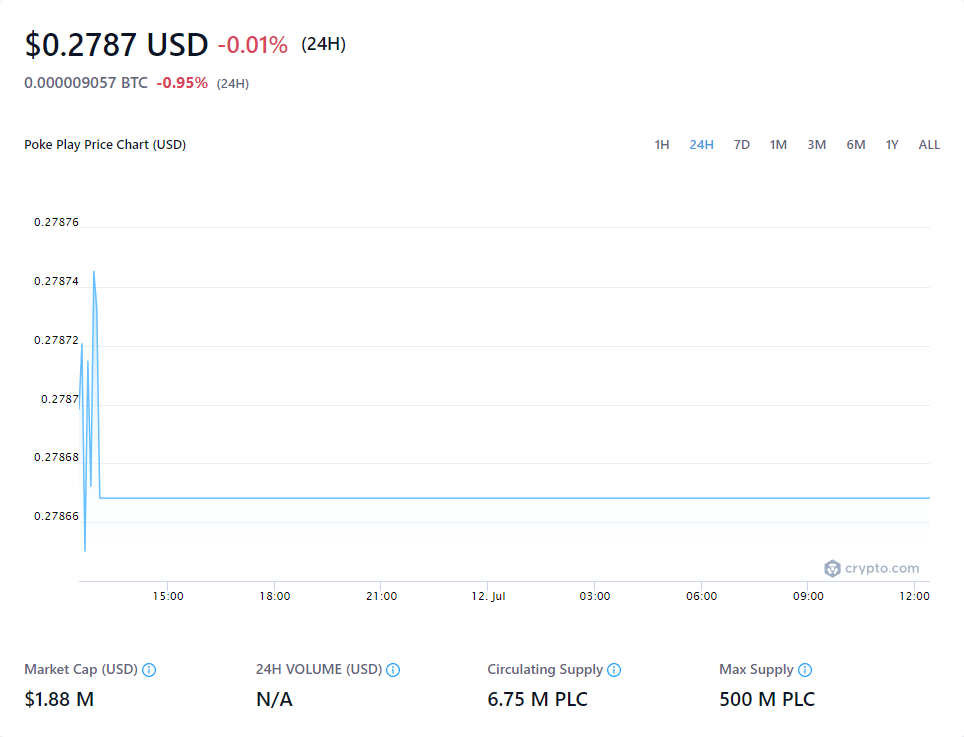 $0.2787 USD -0.01% (24H)
0.000009057 BTC -0.95% (24H)
Poke Play Price Chart (USD) 1H 24H 7D 1M 3M 6M 1Y ALL
0.27876
0.27874
0.27872
0.2787
0.27868
0.27866
crypto.com
15:00 18:00 21:00 12. Jul 03:00 06:00 09:00 12:00
Market Cap (USD) 24H VOLUME (USD) Circulating Supply Max Supply
$1.88 M N/A 6.75 M PLC 500 M PLC